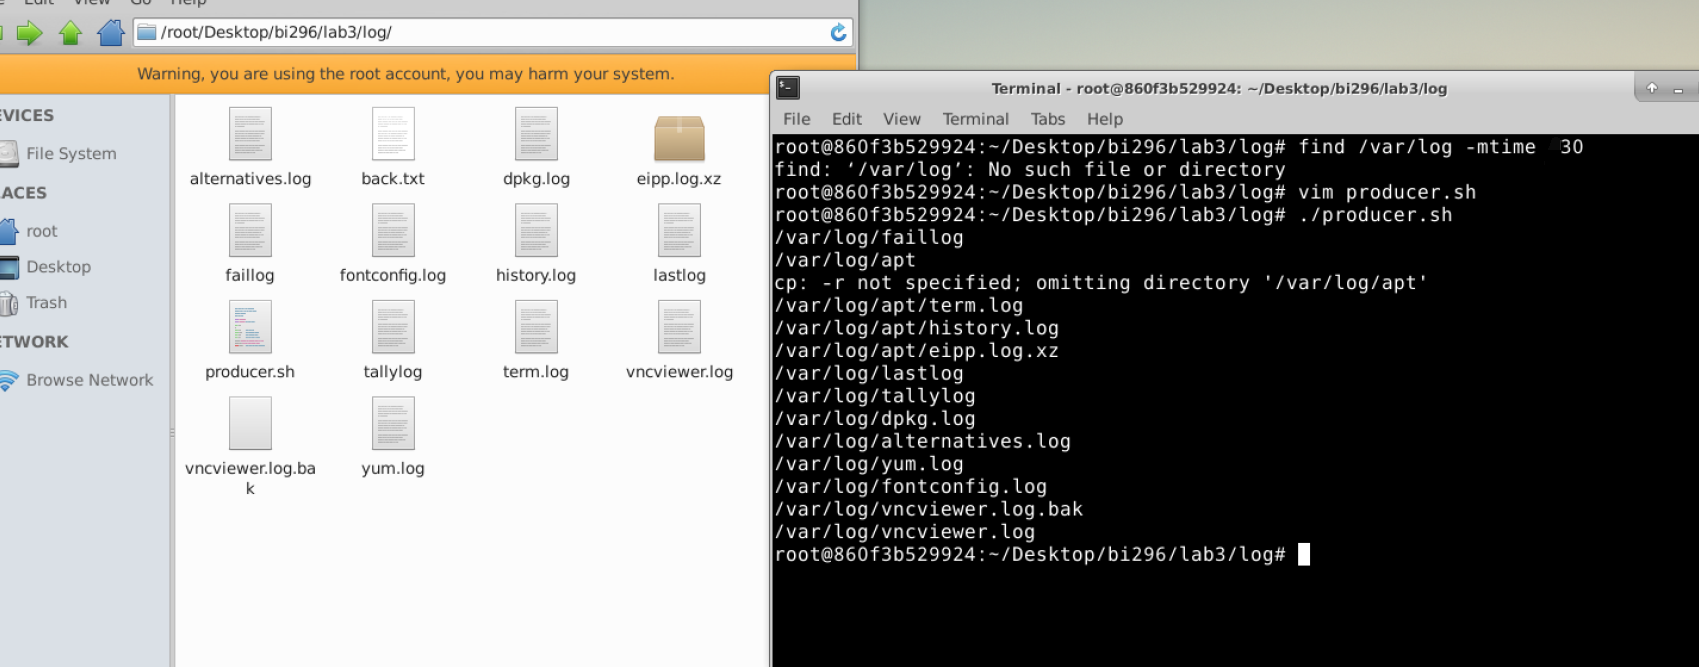 Edit View Go Help
/root/Desktop/bi296/lab3/log/
Warning, you are using the root account, you may harm your system.
EVICES
File System
ACES
root
Desktop
Trash
ETWORK
Browse Network
alternatives.log
back.txt
dpkg.log
eipp.log.xz
faillog
fontconfig.log
history.log
lastlog
producer.sh
tallylog
term.log
vncviewer.log
vncviewer.log.ba
k
yum.log
Terminal - root@860f3b529924: ~/Desktop/bi296/lab3/log
File Edit View Terminal Tabs Help
root@860f3b529924:~/Desktop/bi296/lab3/log# find /var/log -mtime 30
find: ‘/var/log’: No such file or directory
root@860f3b529924:~/Desktop/bi296/lab3/log# vim producer.sh
root@860f3b529924:~/Desktop/bi296/lab3/log# ./producer.sh
/var/log/faillog
/var/log/apt
cp: -r not specified; omitting directory '/var/log/apt'
/var/log/apt/term.log
/var/log/apt/history.log
/var/log/apt/eipp.log.xz
/var/log/lastlog
/var/log/tallylog
/var/log/dpkg.log
/var/log/alternatives.log
/var/log/yum.log
/var/log/fontconfig.log
/var/log/vncviewer.log.bak
/var/log/vncviewer.log
root@860f3b529924:~/Desktop/bi296/lab3/log#